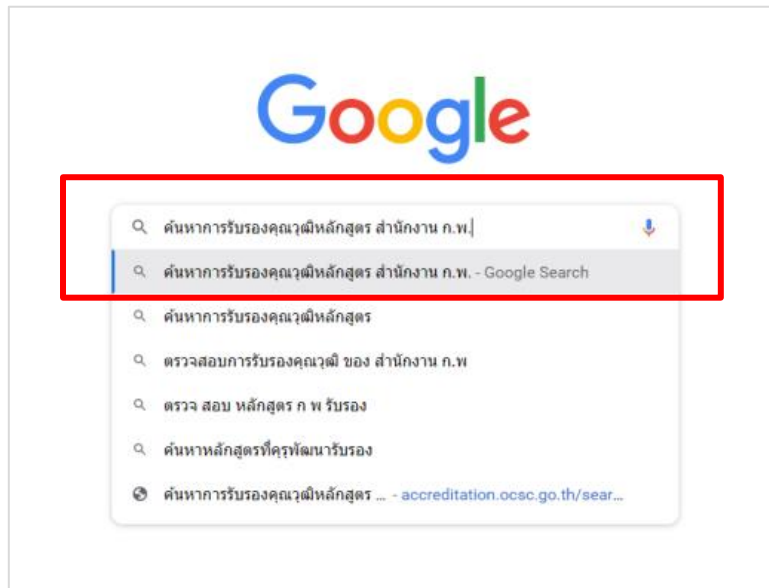 Google
ค้นหาการรับรองคุณวุฒิหลักสูตร สำนักงาน ก.พ.
ค้นหาการรับรองคุณวุฒิหลักสูตร สำนักงาน ก.พ. - Google Search
ค้นหาการรับรองคุณวุฒิหลักสูตร
ตรวจสอบการรับรองคุณวุฒิ ของ สำนักงาน ก.พ
ตรวจ สอบ หลักสูตร ก พ รับรอง
ค้นหาหลักสูตรที่คุรุพัฒนารับรอง
ค้นหาการรับรองคุณวุฒิหลักสูตร ... - accreditation.ocsc.go.th/sear...